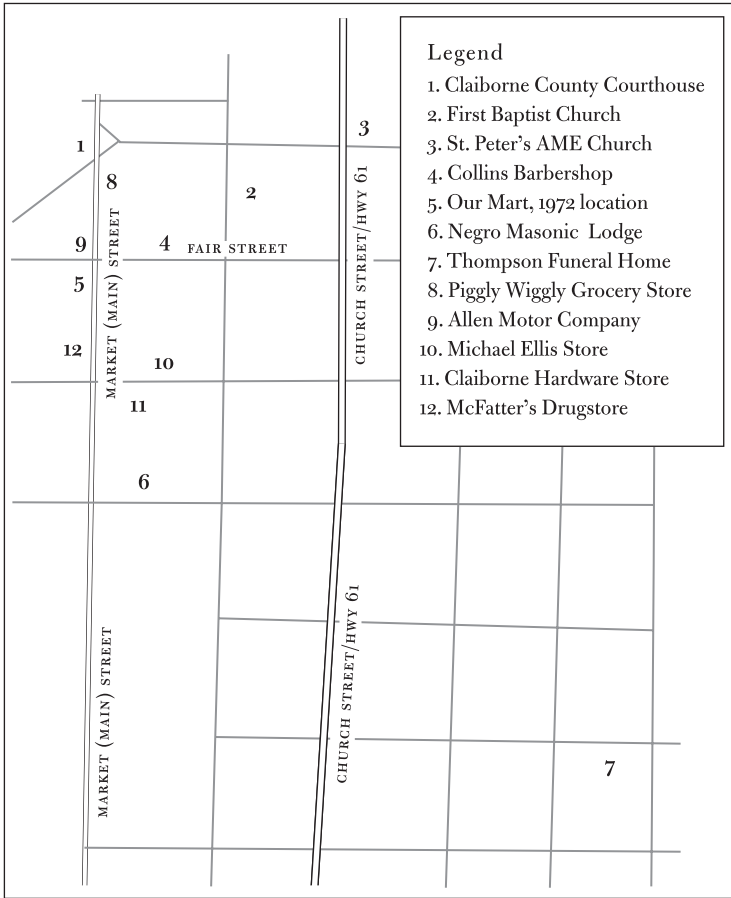 Legend
1. Claiborne County Courthouse
2. First Baptist Church
3. St. Peter's AME Church
4. Collins Barbershop
5. Our Mart, 1972 location
6. Negro Masonic Lodge
7. Thompson Funeral Home
8. Piggly Wiggly Grocery Store
9. Allen Motor Company
10. Michael Ellis Store
11. Claiborne Hardware Store
12. McFatter's Drugstore
3
1
8
2
9
4
FAIR STREET
5
MARKET (MAIN) STREET
CHURCH STREET/HWY 61
12
10
11
6
MARKET (MAIN) STREET
CHURCH STREET/HWY 61
7